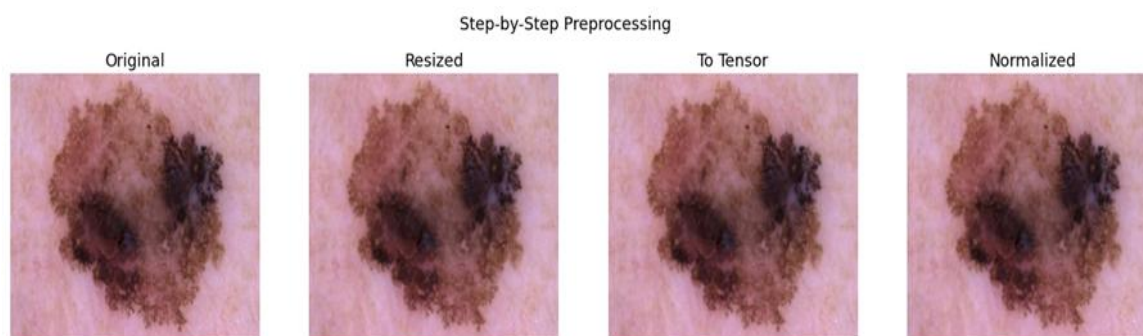 Step-by-Step Preprocessing
Original Resized To Tensor Normalized